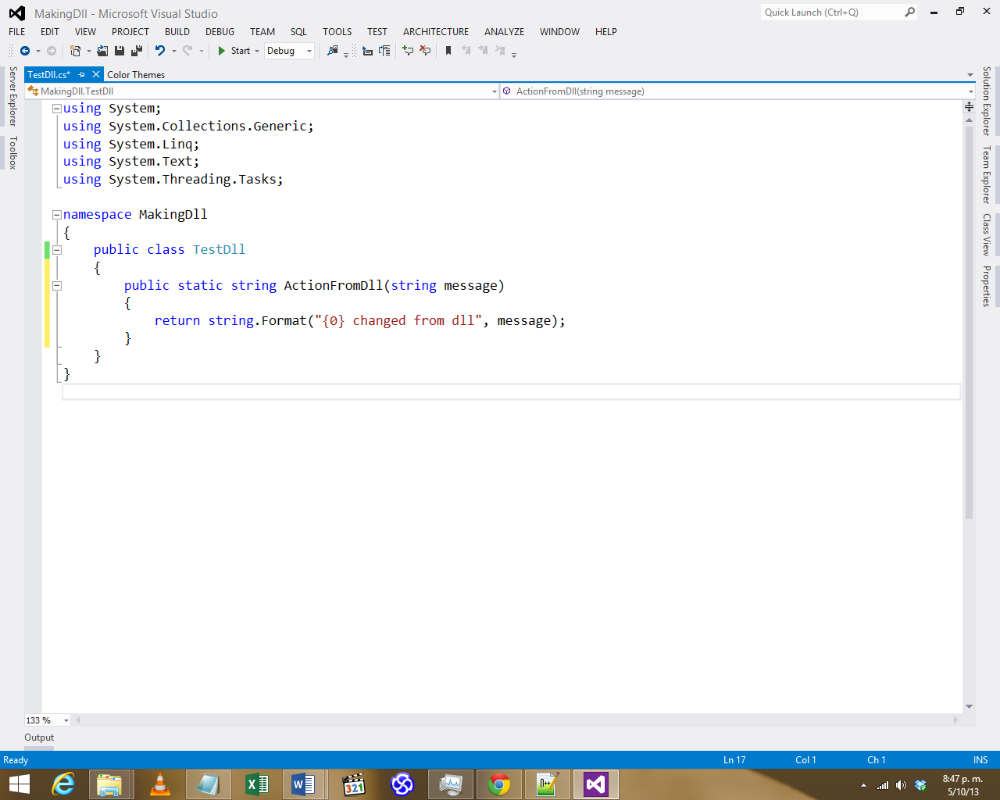 MakingDll - Microsoft Visual Studio
Quick Launch (Ctrl+Q)
FILE EDIT VIEW PROJECT BUILD DEBUG TEAM SQL TOOLS TEST ARCHITECTURE ANALYZE WINDOW HELP
Start Debug
TestDll.cs* Color Themes
MakingDll.TestDll ActionFromDll(string message)
Server Explorer
Toolbox
using System;
using System.Collections.Generic;
using System.Linq;
using System.Text;
using System.Threading.Tasks;
namespace MakingDll
{
public class TestDll
{
public static string ActionFromDll(string message)
{
return string.Format("{0} changed from dll", message);
}
}
}
Solution Explorer
Team Explorer
Class View
Properties
133 %
Output
Ready Ln 17 Col 1 Ch 1 INS
321
n++
8:47 p. m.
5/10/13